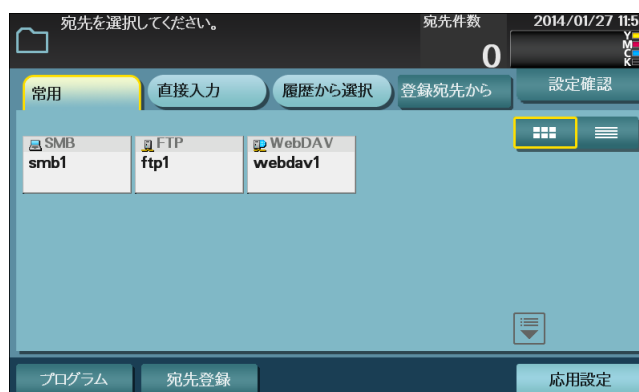 宛先を選択してください。
宛先件数
2014/01/27 11:5
0
Y
M
C
K
常用
直接入力
履歴から選択
登録宛先から
設定確認
SMB
smb1
FTP
ftp1
WebDAV
webdav1
プログラム
宛先登録
応用設定